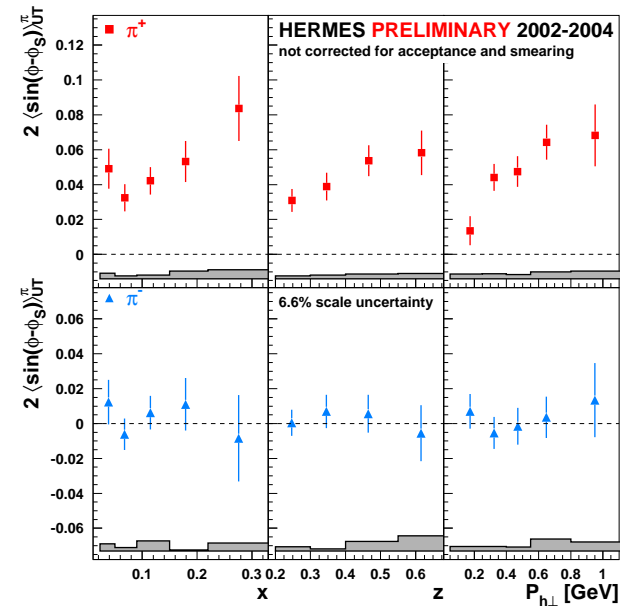 2 ⟨sin(ϕ-ϕS)⟩πUT
π+
HERMES PRELIMINARY 2002-2004
not corrected for acceptance and smearing
0.12
0.1
0.08
0.06
0.04
0.02
0
2 ⟨sin(ϕ-ϕS)⟩πUT
π-
6.6% scale uncertainty
0.06
0.04
0.02
0
-0.02
-0.04
-0.06
0.1 0.2 0.3 0.2 0.3 0.4 0.5 0.6 0.2 0.4 0.6 0.8 1
x z Ph⊥ [GeV]